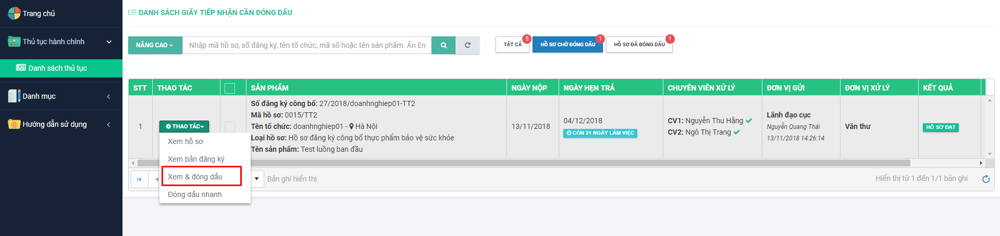 Trang chủ
Thủ tục hành chính
Danh sách thủ tục
Danh mục
Hướng dẫn sử dụng
DANH SÁCH GIẤY TIẾP NHẬN CẦN ĐÓNG DẤU
NÂNG CAO
Nhập mã hồ sơ, số đăng ký, tên tổ chức, mã số hoặc tên sản phẩm. Ấn En
TẤT CẢ 5
HỒ SƠ CHỜ ĐÓNG DẤU 1
HỒ SƠ ĐÃ ĐÓNG DẤU 1
STT THAO TÁC SẢN PHẨM NGÀY NỘP NGÀY HẸN TRẢ CHUYÊN VIÊN XỬ LÝ ĐƠN VỊ GỬI ĐƠN VỊ XỬ LÝ KẾT QUẢ
1
THAO TÁC
Số đăng ký công bố: 27/2018/doanhnghiep01-TT2
Mã hồ sơ: 0015/TT2
Tên tổ chức: doanhnghiep01 - Hà Nội
Loại hồ sơ: Hồ sơ đăng ký công bố thực phẩm bảo vệ sức khỏe
Tên sản phẩm: Test luồng ban đầu
13/11/2018
04/12/2018
CÒN 21 NGÀY LÀM VIỆC
CV1: Nguyễn Thu Hằng
CV2: Ngô Thị Trang
Lãnh đạo cục
Nguyễn Quang Thái
13/11/2018 14:26:14
Văn thư
HỒ SƠ ĐẠT
Xem hồ sơ
Xem bản đăng ký
Xem & đóng dấu
Đóng dấu nhanh
Bản ghi hiển thị
Hiển thị từ 1 đến 1/1 bản ghi